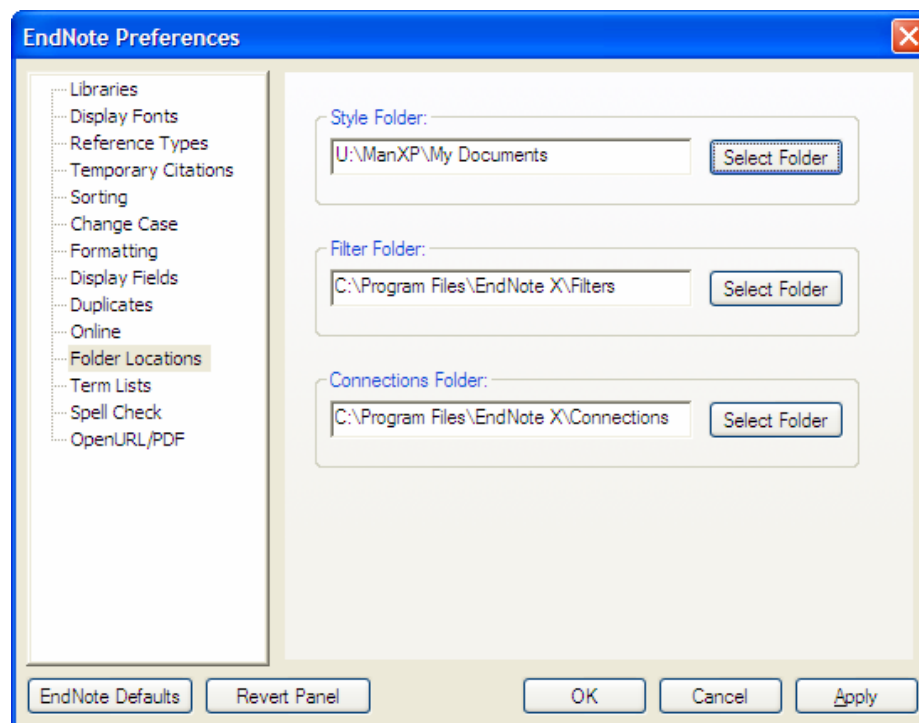 EndNote Preferences
Libraries
Display Fonts
Reference Types
Temporary Citations
Sorting
Change Case
Formatting
Display Fields
Duplicates
Online
Folder Locations
Term Lists
Spell Check
OpenURL/PDF
Style Folder:
U:\ManXP\My Documents
Select Folder
Filter Folder:
C:\Program Files\EndNote X\Filters
Select Folder
Connections Folder:
C:\Program Files\EndNote X\Connections
Select Folder
EndNote Defaults
Revert Panel
OK
Cancel
Apply